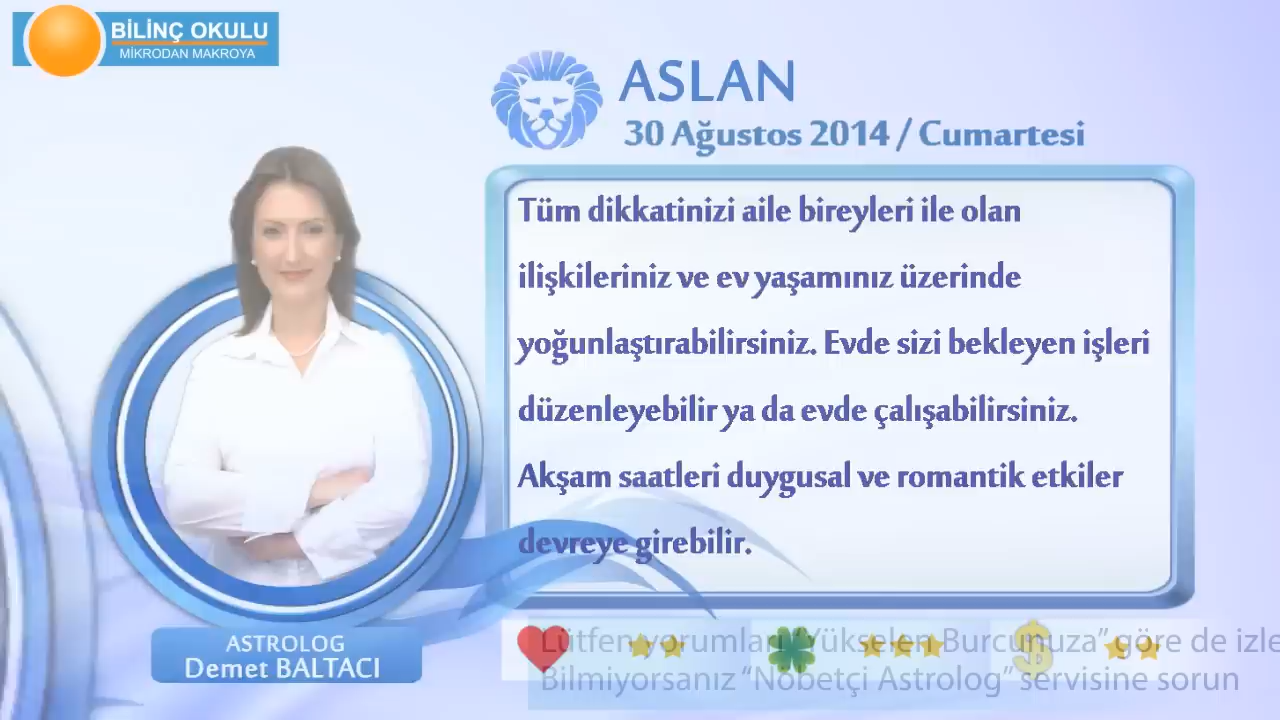 BİLİNÇ OKULU
MİKRODAN MAKROYA
ASLAN
30 Ağustos 2014 / Cumartesi
Tüm dikkatinizi aile bireyleri ile olan
ilişkileriniz ve ev yaşamınız üzerinde
yoğunlaştırabilirsiniz. Evde sizi bekleyen işleri
düzenleyebilir ya da evde çalışabilirsiniz.
Akşam saatleri duygusal ve romantik etkiler
devreye girebilir.
ASTROLOG
Demet BALTACI
Lütfen yorumları "Yükselen Burcunuza" göre de izle
Bilmiyorsanız "Nöbetçi Astrolog" servisine sorun